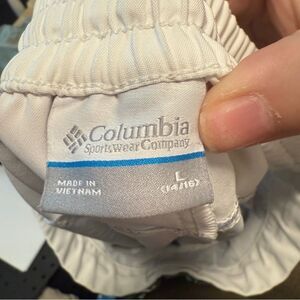 Columbia
Sportswear Company
MADE IN
VIETNAM
L
(14/16)